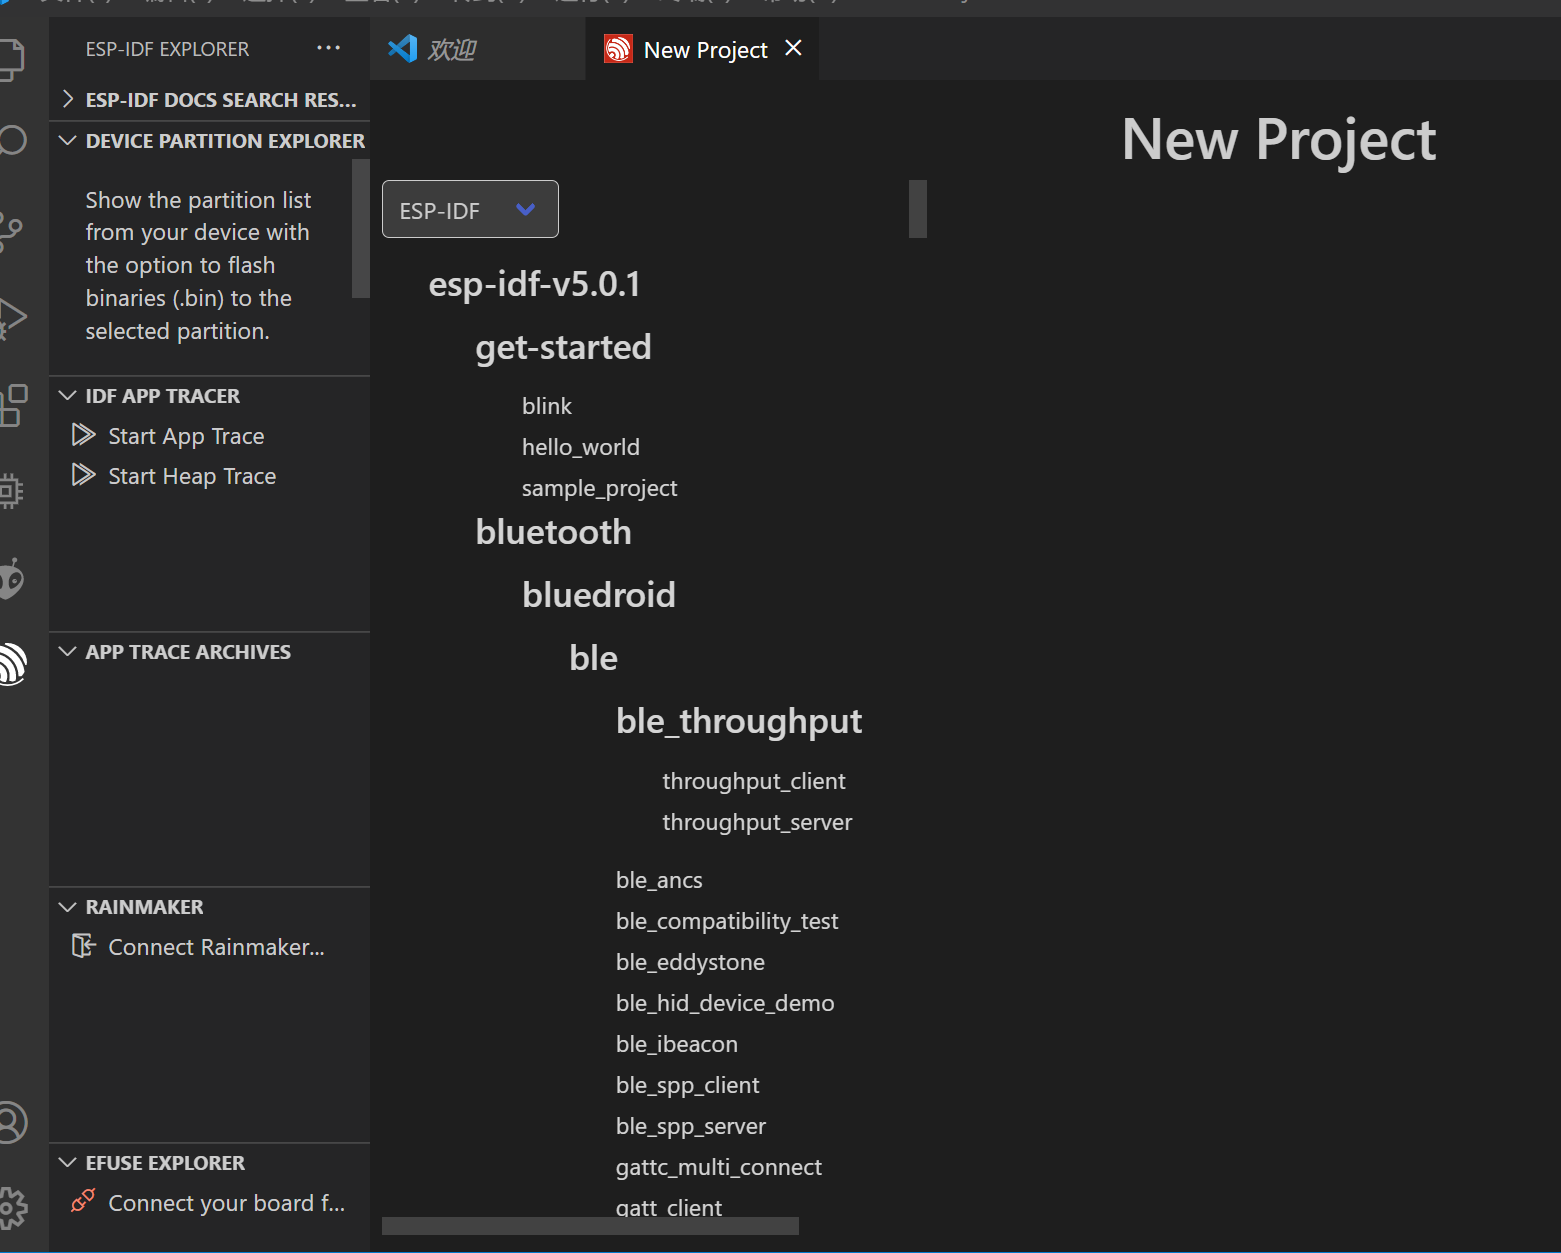 ESP-IDF EXPLORER
ESP-IDF DOCS SEARCH RES...
DEVICE PARTITION EXPLORER
Show the partition list
from your device with
the option to flash
binaries (.bin) to the
selected partition.
IDF APP TRACER
Start App Trace
Start Heap Trace
APP TRACE ARCHIVES
RAINMAKER
Connect Rainmaker...
EFUSE EXPLORER
Connect your board f...
欢迎
New Project
New Project
ESP-IDF
esp-idf-v5.0.1
get-started
blink
hello_world
sample_project
bluetooth
bluedroid
ble
ble_throughput
throughput_client
throughput_server
ble_ancs
ble_compatibility_test
ble_eddystone
ble_hid_device_demo
ble_ibeacon
ble_spp_client
ble_spp_server
gattc_multi_connect
gatt_client